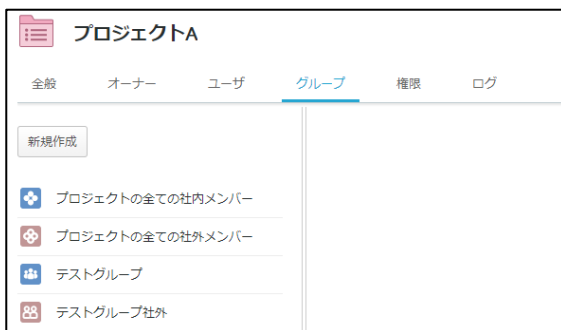 プロジェクトA
全般 オーナー ユーザ グループ 権限 ログ
新規作成
プロジェクトの全ての社内メンバー
プロジェクトの全ての社外メンバー
テストグループ
テストグループ社外